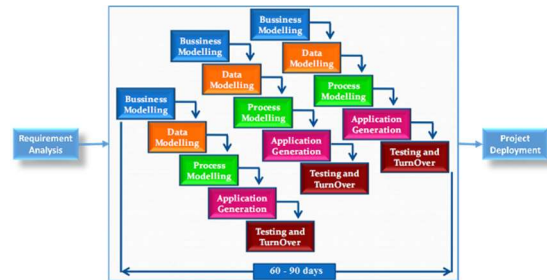 Requirement
Analysis
Bussiness
Modelling
Data
Modelling
Process
Modelling
Application
Generation
Testing and
TurnOver
Bussiness
Modelling
Data
Modelling
Process
Modelling
Application
Generation
Testing and
TurnOver
Bussiness
Modelling
Data
Modelling
Process
Modelling
Application
Generation
Testing and
TurnOver
Project
Deployment
60 - 90 days